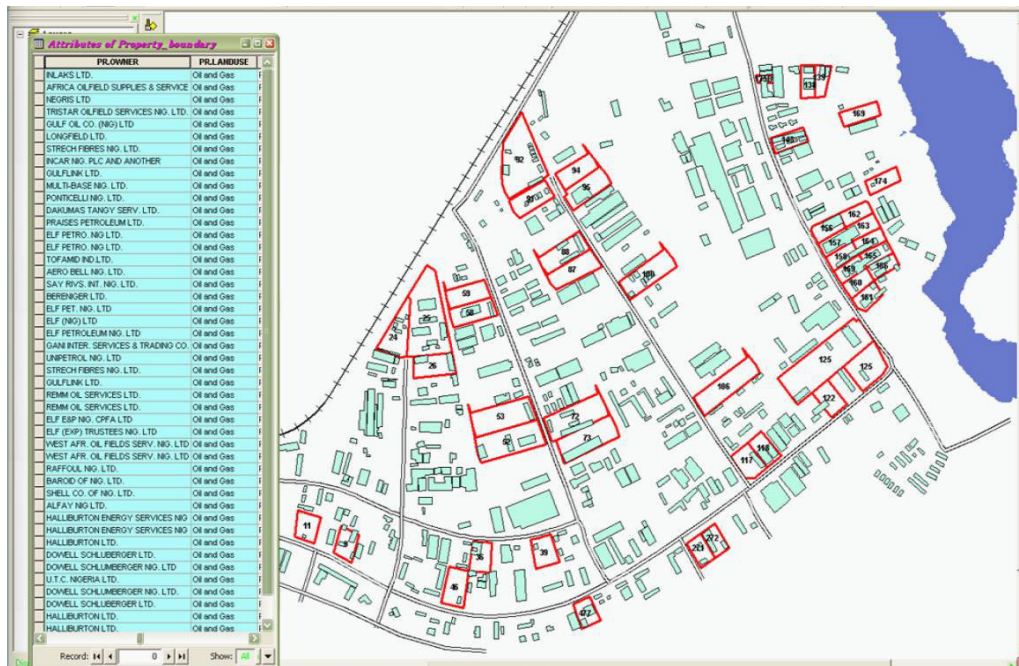 Layers
Attributes of Property_boundary
PR.OWNER PR.LANDUSE
INLAKS LTD. Oil and Gas F
AFRICA OILFIELD SUPPLIES & SERVICE Oil and Gas F
NEGRIS LTD Oil and Gas F
TRISTAR OILFIELD SERVICES NIG. LTD. Oil and Gas F
GULF OIL CO. (NIG) LTD Oil and Gas F
LONGFIELD LTD. Oil and Gas F
STRECH FIBRES NIG. LTD. Oil and Gas F
INCAR NIG. PLC AND ANOTHER Oil and Gas F
GULFLINK LTD. Oil and Gas F
MULTI-BASE NIG. LTD. Oil and Gas F
PONTICELLI NIG. LTD. Oil and Gas F
DAKUMAS TANGY SERV. LTD. Oil and Gas F
PRAISES PETROLEUM LTD. Oil and Gas F
ELF PETRO. NIG. LTD. Oil and Gas F
ELF PETRO. NIG LTD. Oil and Gas F
TOFAMID IND LTD. Oil and Gas F
AERO BELL NIG. LTD. Oil and Gas F
SAY RIVS. INT. NIG. LTD. Oil and Gas F
BERENGER LTD. Oil and Gas F
ELF PET. NIG LTD. Oil and Gas F
ELF (NIG) LTD Oil and Gas F
ELF PETROLEUM NIG. LTD Oil and Gas F
GANI INTER. SERVICES & TRADING CO. Oil and Gas F
UNIPETROL NIG. LTD Oil and Gas F
STRECH FIBRES NIG. LTD. Oil and Gas F
GULFLINK LTD. Oil and Gas F
REMM OIL SERVICES LTD. Oil and Gas F
REMM OIL SERVICES LTD. Oil and Gas F
ELF E&P NIG. CPFA LTD Oil and Gas F
ELF (EXP) TRUSTEES NIG. LTD Oil and Gas F
WEST AFR. OIL FIELDS SERV. NIG. LTD Oil and Gas F
WEST AFR. OIL FIELDS SERV. NIG. LTD Oil and Gas F
RAFFOUL NIG. LTD. Oil and Gas F
BAROID OF NIG. LTD. Oil and Gas F
SHELL CO. OF NIG. LTD. Oil and Gas F
ALFAY NIG LTD. Oil and Gas F
HALLIBURTON ENERGY SERVICES NIG Oil and Gas F
HALLIBURTON ENERGY SERVICES NIG Oil and Gas F
HALLIBURTON LTD. Oil and Gas F
DOWELL SCHLUBERGER LTD. Oil and Gas F
DOWELL SCHLUMBERGER NIG. LTD Oil and Gas F
U.T.C. NIGERIA LTD. Oil and Gas F
DOWELL SCHLUMBERGER NIG. LTD. Oil and Gas F
DOWELL SCHLUBERGER LTD. Oil and Gas F
HALLIBURTON LTD. Oil and Gas F
HALLIBURTON LTD. Oil and Gas F
Record: 0 Show: All
139
138
169
174
92
94
95
162
163
156
157
164
165
166
160
161
88
87
59
58
25
24
26
125
125
186
122
53
72
73
118
117
11
9
36
39
46
272
271
177